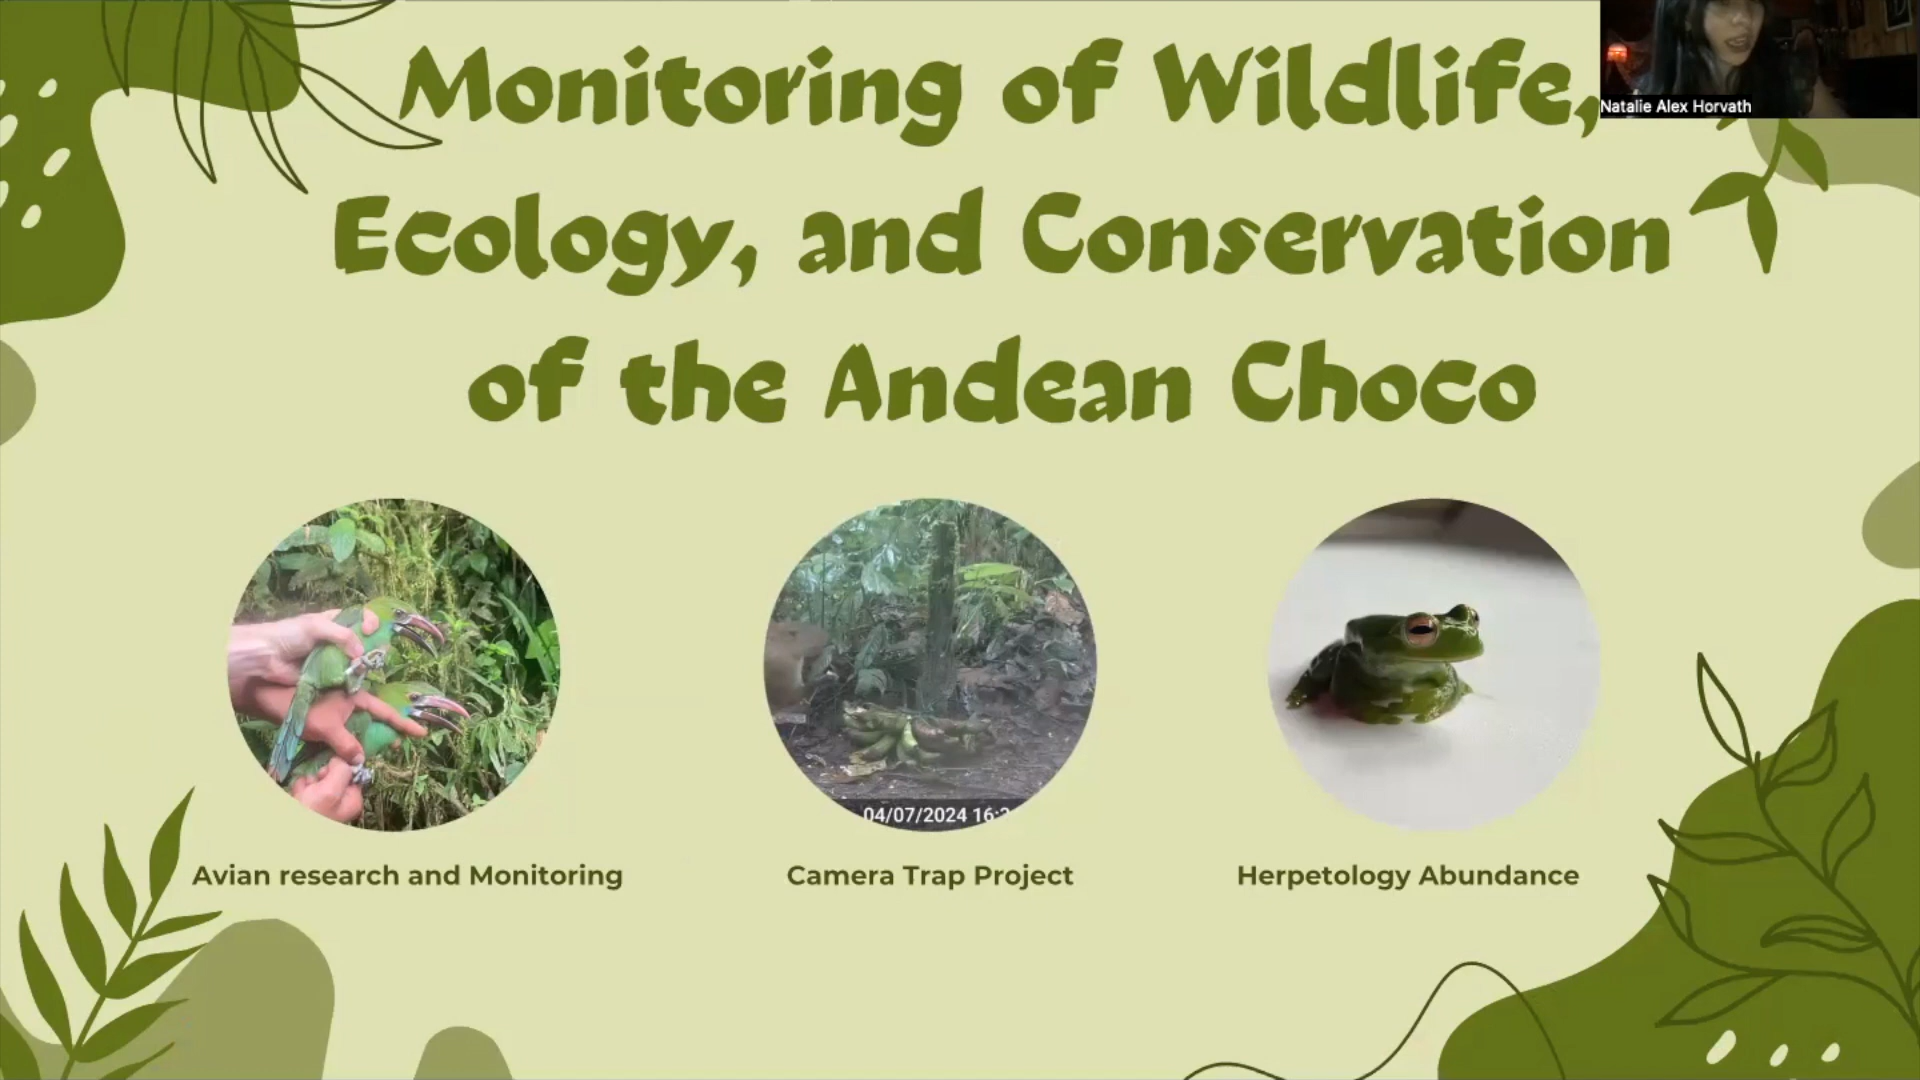 Monitoring of Wildlife,
Natalie Alex Horvath
Ecology, and Conservation
of the Andean Choco
04/07/2024 16:
Avian research and Monitoring
Camera Trap Project
Herpetology Abundance